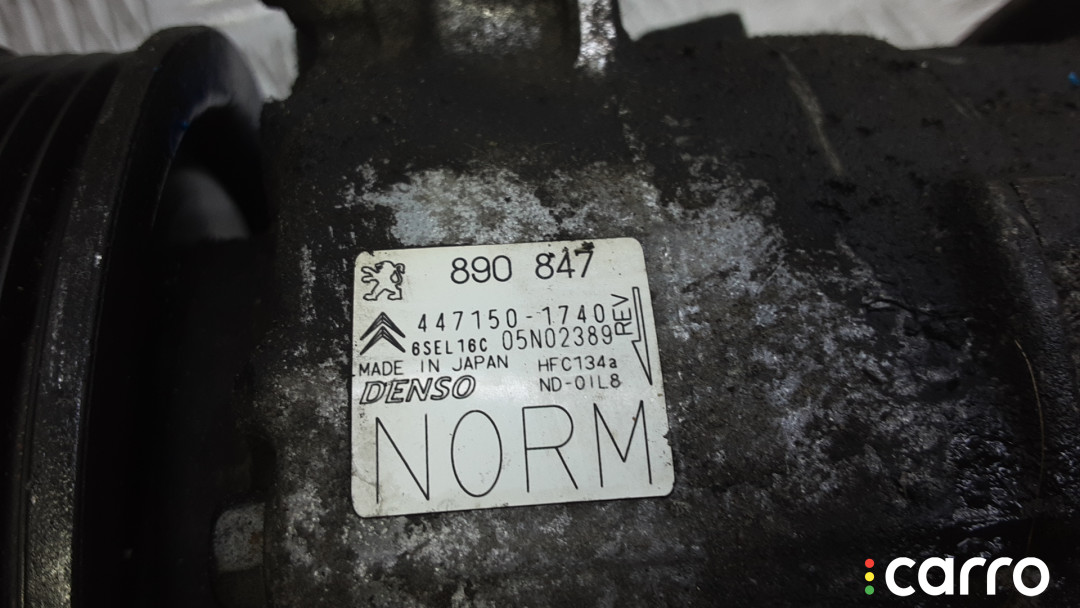 890 847
447150-1740
6SEL16C 05N02389
REV
MADE IN JAPAN HFC134a
DENSO ND-OIL8
NORM
carro